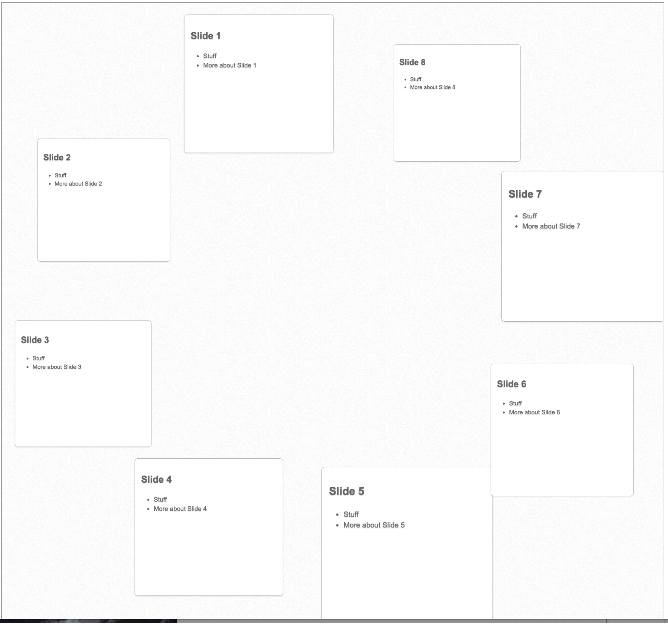 Slide 1
Stuff
More about Slide 1
Slide 8
Stuff
More about Slide 8
Slide 2
Stuff
More about Slide 2
Slide 7
Stuff
More about Slide 7
Slide 3
Stuff
More about Slide 3
Slide 6
Stuff
More about Slide 6
Slide 4
Stuff
More about Slide 4
Slide 5
Stuff
More about Slide 5